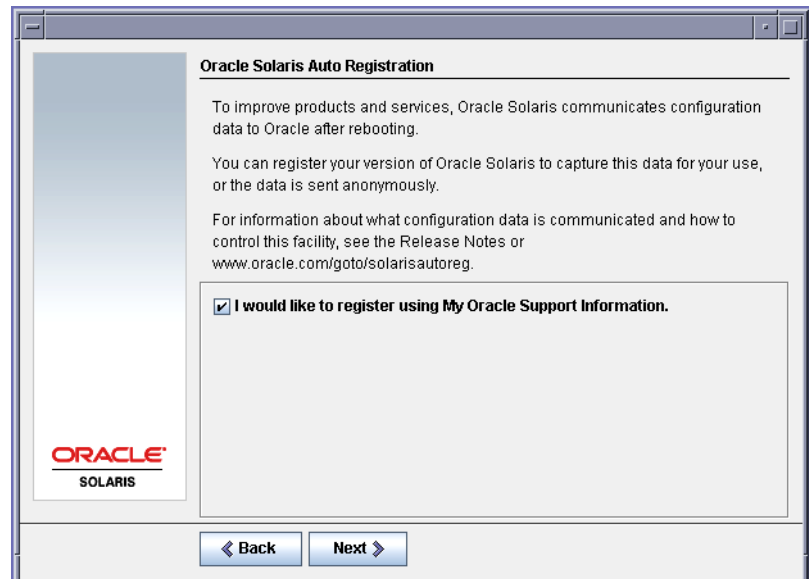 Oracle Solaris Auto Registration
To improve products and services, Oracle Solaris communicates configuration
data to Oracle after rebooting.
You can register your version of Oracle Solaris to capture this data for your use,
or the data is sent anonymously.
For information about what configuration data is communicated and how to
control this facility, see the Release Notes or
www.oracle.com/goto/solarisautoreg.
I would like to register using My Oracle Support Information.
ORACLE
SOLARIS
Back
Next